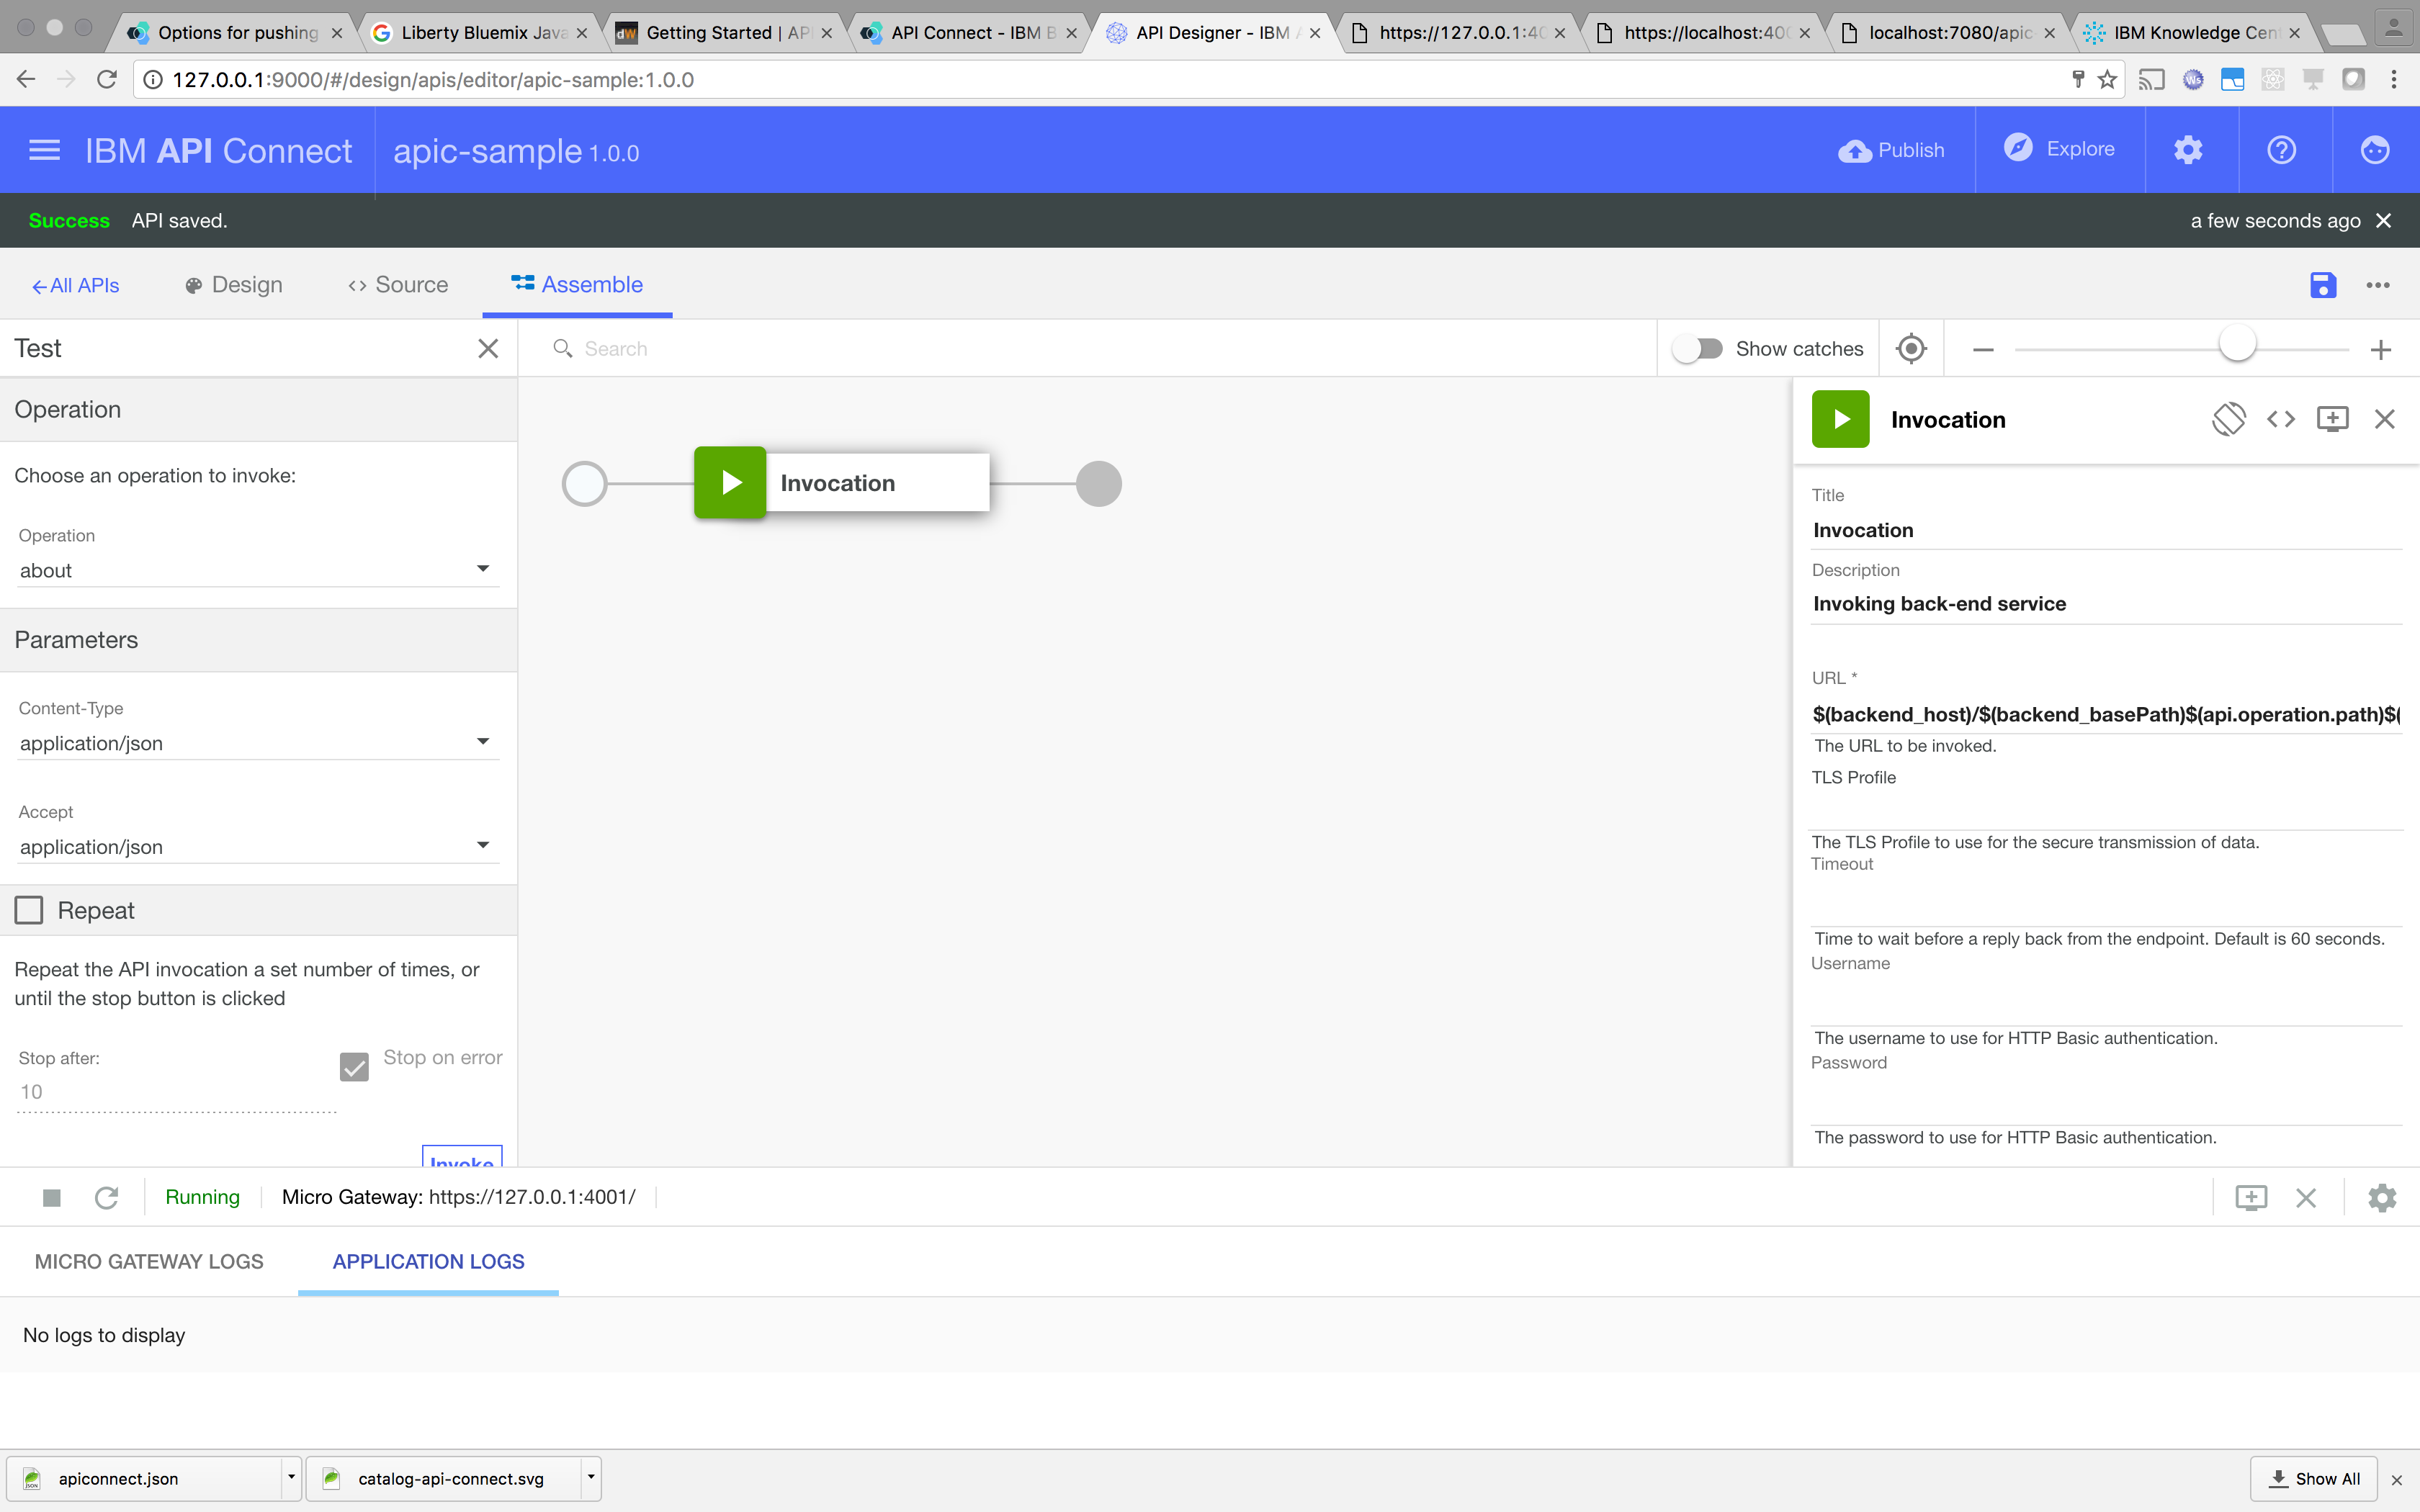 Options for pushing
Liberty Bluemix Java
Getting Started | API
API Connect - IBM B
API Designer - IBM A
https://127.0.0.1:40
https://localhost:400
localhost:7080/apic-
IBM Knowledge Cen
127.0.0.1:9000/#/design/apis/editor/apic-sample:1.0.0
IBM API Connect
apic-sample 1.0.0
Publish
Explore
Success API saved.
a few seconds ago
All APIs
Design
Source
Assemble
Test
Search
Show catches
Operation
Choose an operation to invoke:
Operation
about
Parameters
Content-Type
application/json
Accept
application/json
Repeat
Repeat the API invocation a set number of times, or
until the stop button is clicked
Stop after:
10
Stop on error
Invoke
Invocation
Invocation
Title
Invocation
Description
Invoking back-end service
URL *
$(backend_host)/$(backend_basePath)$(api.operation.path)$(
The URL to be invoked.
TLS Profile
The TLS Profile to use for the secure transmission of data.
Timeout
Time to wait before a reply back from the endpoint. Default is 60 seconds.
Username
The username to use for HTTP Basic authentication.
Password
The password to use for HTTP Basic authentication.
Running
Micro Gateway: https://127.0.0.1:4001/
MICRO GATEWAY LOGS
APPLICATION LOGS
No logs to display
apiconnect.json
catalog-api-connect.svg
Show All